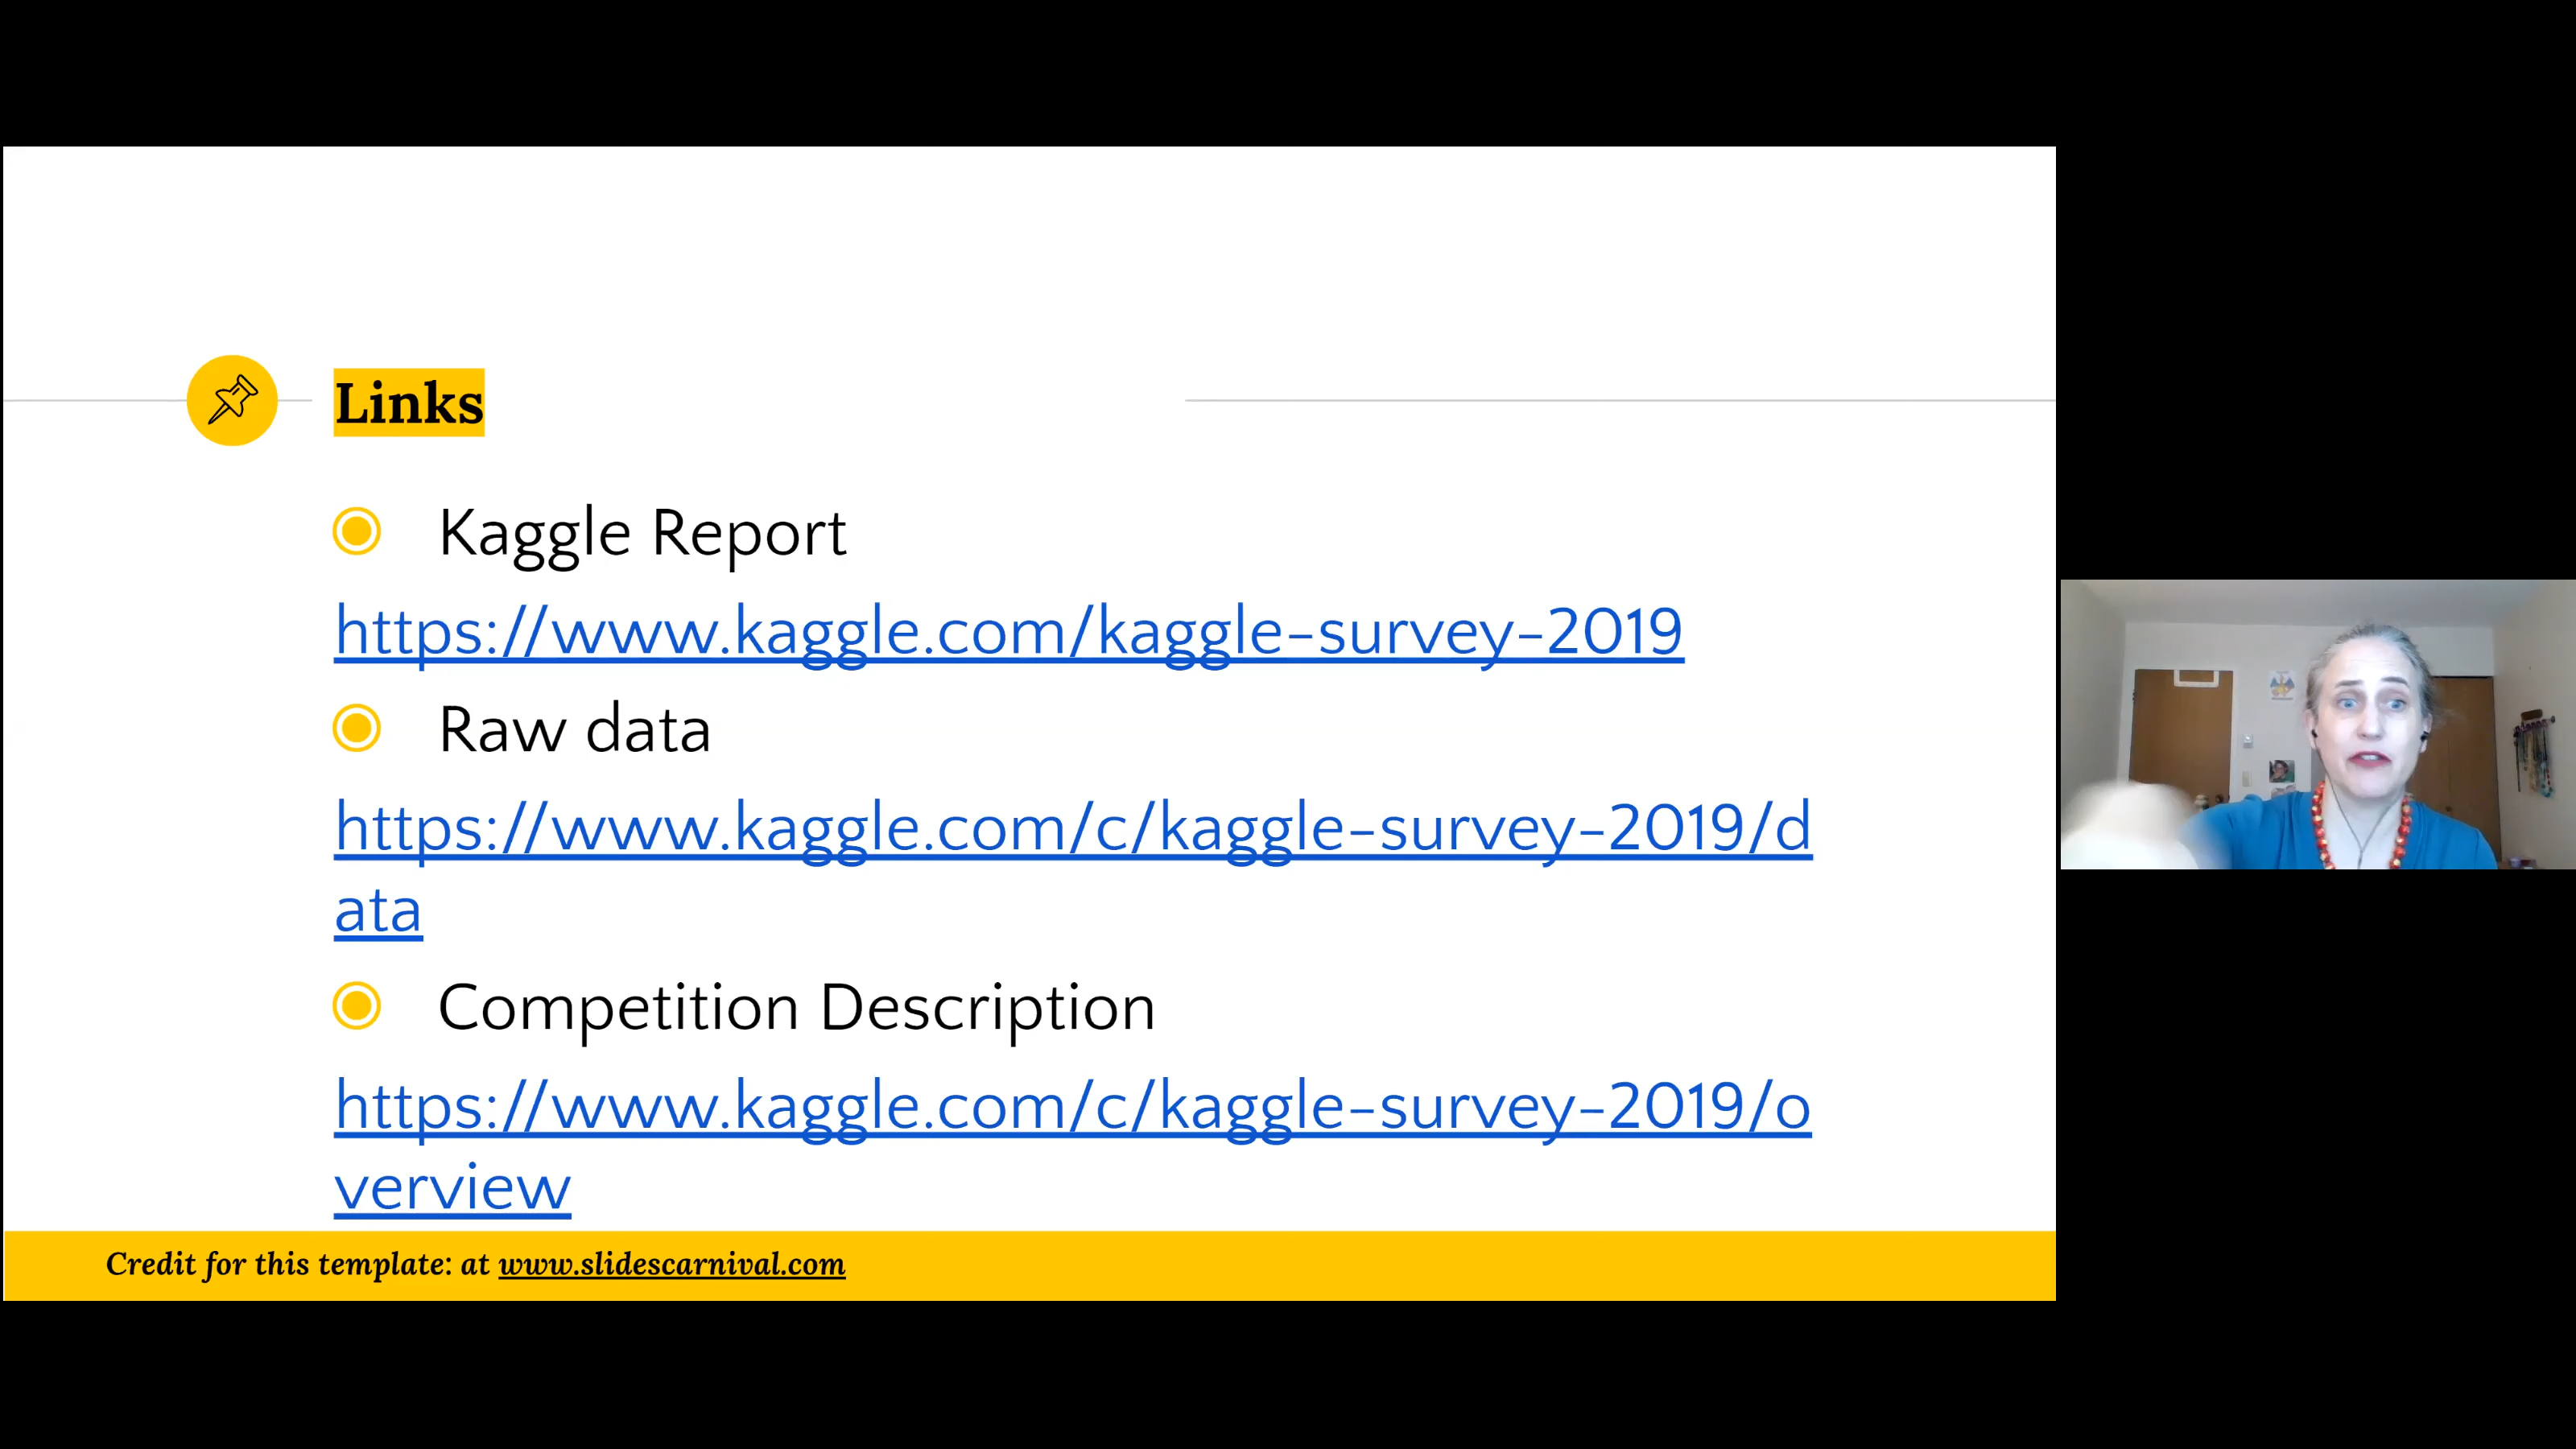 Links
Kaggle Report
https://www.kaggle.com/kaggle-survey-2019
Raw data
https://www.kaggle.com/c/kaggle-survey-2019/d
ata
Competition Description
https://www.kaggle.com/c/kaggle-survey-2019/o
verview
Credit for this template: at www.slidescarnival.com